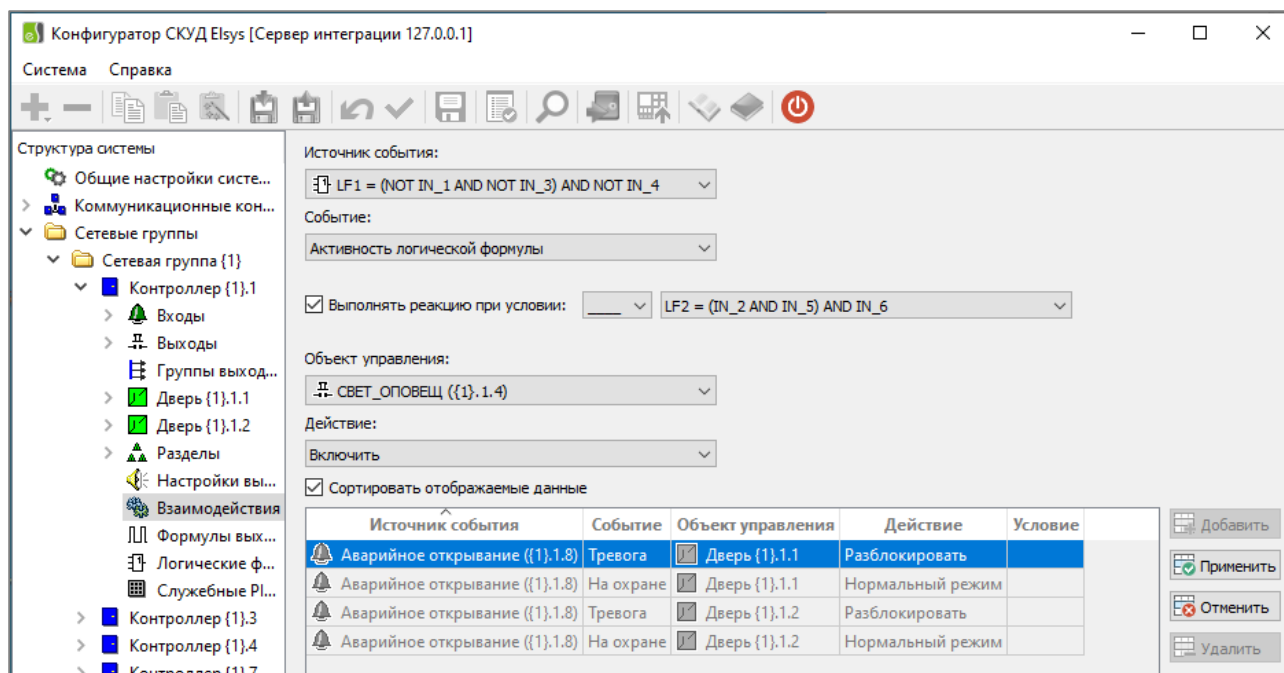 Конфигуратор СКУД Elsys [Сервер интеграции 127.0.0.1]
Система Справка
Структура системы
Общие настройки систе...
Коммуникационные кон...
Сетевые группы
Сетевая группа {1}
Контроллер {1}.1
Входы
Выходы
Группы выход...
Дверь {1}.1.1
Дверь {1}.1.2
Разделы
Настройки вы...
Взаимодействия
Формулы вых...
Логические ф...
Служебные PI...
Контроллер {1}.3
Контроллер {1}.4
Контроллер {1}.7
Источник события:
LF1 = (NOT IN_1 AND NOT IN_3) AND NOT IN_4
Событие:
Активность логической формулы
Выполнять реакцию при условии: ____ LF2 = (IN_2 AND IN_5) AND IN_6
Объект управления:
СВЕТ_ОПОВЕЩ ({1}.1.4)
Действие:
Включить
Сортировать отображаемые данные
Источник события Событие Объект управления Действие Условие
Аварийное открывание ({1}.1.8) Тревога Дверь {1}.1.1 Разблокировать
Аварийное открывание ({1}.1.8) На охране Дверь {1}.1.1 Нормальный режим
Аварийное открывание ({1}.1.8) Тревога Дверь {1}.1.2 Разблокировать
Аварийное открывание ({1}.1.8) На охране Дверь {1}.1.2 Нормальный режим
Добавить
Применить
Отменить
Удалить